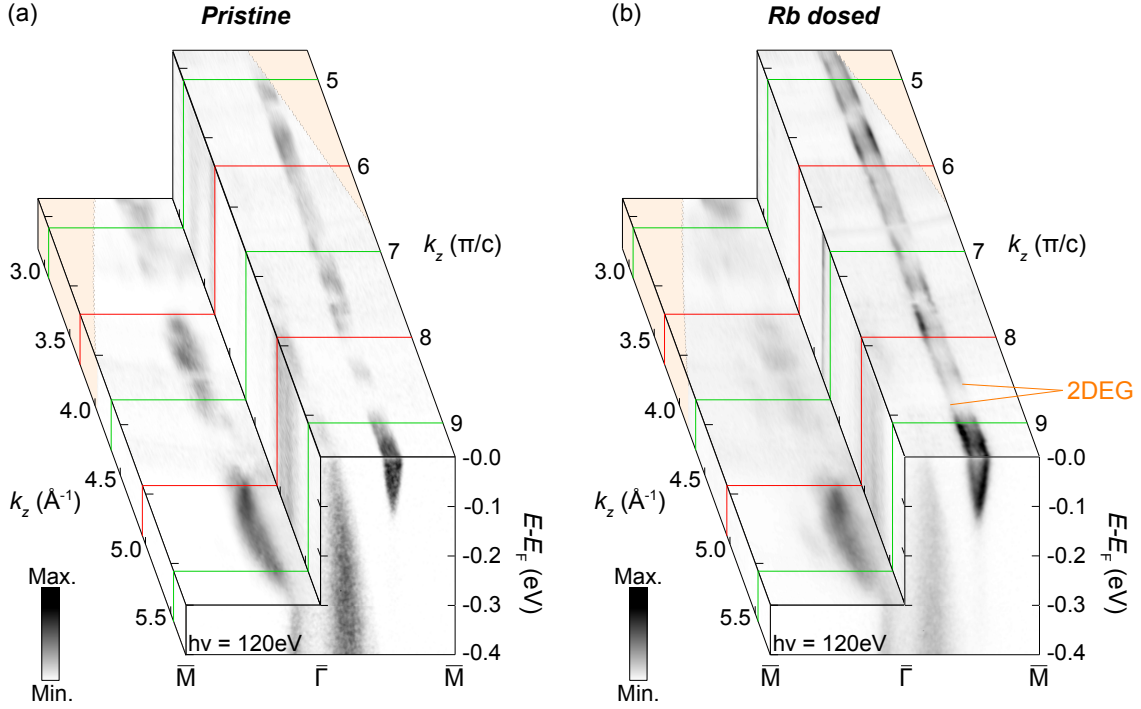 (a)
Pristine
5
6
7
8
9
k_z (π/c)
3.0
3.5
4.0
4.5
5.0
5.5
k_z (Å⁻¹)
-0.0
-0.1
-0.2
-0.3
-0.4
E-E_F (eV)
Max.
Min.
hν = 120eV
M̅
Γ̅
M̅
(b)
Rb dosed
5
6
7
8
9
k_z (π/c)
2DEG
3.0
3.5
4.0
4.5
5.0
5.5
k_z (Å⁻¹)
-0.0
-0.1
-0.2
-0.3
-0.4
E-E_F (eV)
Max.
Min.
hν = 120eV
M̅
Γ̅
M̅